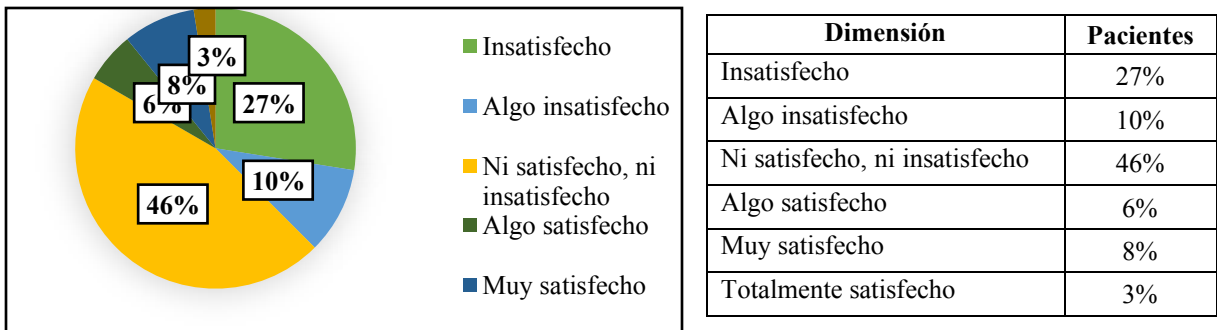 3%
8%
6%
27%
10%
46%
Insatisfecho
Algo insatisfecho
Ni satisfecho, ni
insatisfecho
Algo satisfecho
Muy satisfecho
Dimensión Pacientes
Insatisfecho 27%
Algo insatisfecho 10%
Ni satisfecho, ni insatisfecho 46%
Algo satisfecho 6%
Muy satisfecho 8%
Totalmente satisfecho 3%